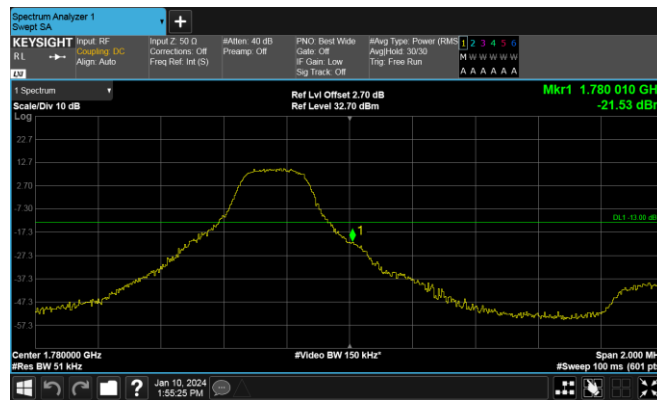 Spectrum Analyzer 1
Swept SA
+
KEYSIGHT Input: RF Input Z: 50 Ω #Atten: 40 dB PNO: Best Wide #Avg Type: Power (RMS 1 2 3 4 5 6
RL Coupling: DC Corrections: Off Preamp: Off Gate: Off Avg|Hold: 30/30 M W W W W W
Align: Auto Freq Ref: Int (S) IF Gain: Low Trig: Free Run
LXI Sig Track: Off A A A A A A
1 Spectrum Ref Lvl Offset 2.70 dB Mkr1 1.780 010 GH
Scale/Div 10 dB Ref Level 32.70 dBm -21.53 dBr
Log
22.7
12.7
2.70
-7.30
DL1 -13.00 dB
-17.3
1
-27.3
-37.3
-47.3
-57.3
Center 1.780000 GHz #Video BW 150 kHz* Span 2.000 MH
#Res BW 51 kHz #Sweep 100 ms (601 pts
? Jan 10, 2024
1:55:25 PM